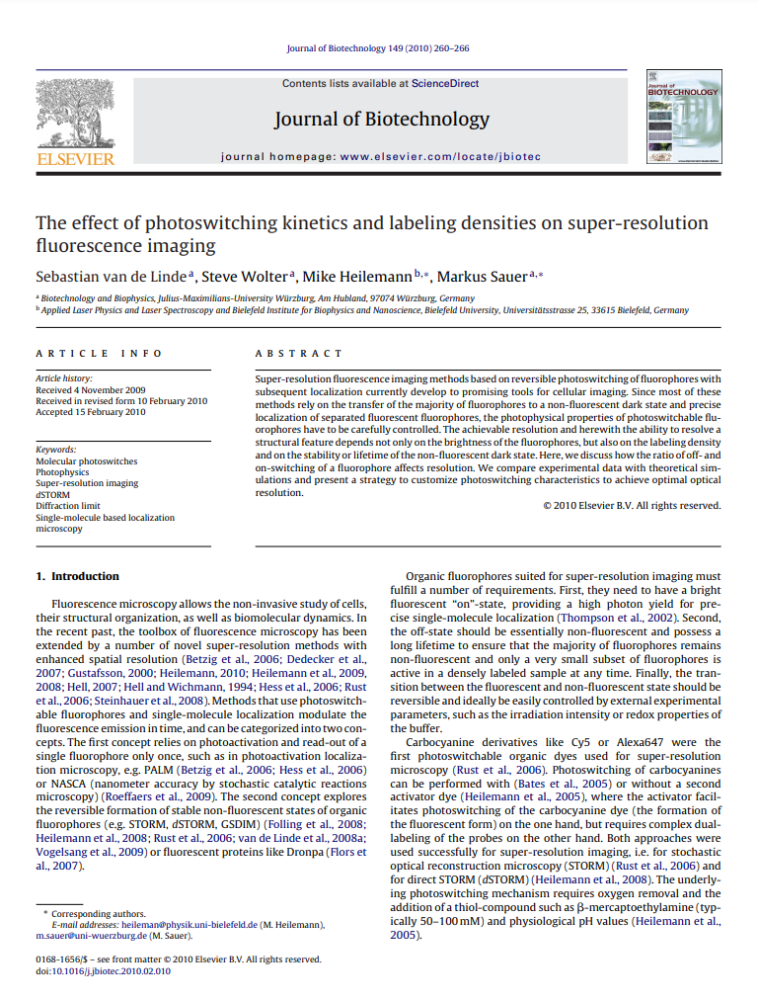 Journal of Biotechnology 149 (2010) 260–266
Contents lists available at ScienceDirect
Journal of Biotechnology
journal homepage: www.elsevier.com/locate/jbiotec
ELSEVIER
Journal of
BIOTECHNOLOGY
The effect of photoswitching kinetics and labeling densities on super-resolution
fluorescence imaging
Sebastian van de Linde a, Steve Wolter a, Mike Heilemann b,∗, Markus Sauer a,∗
a Biotechnology and Biophysics, Julius-Maximilians-University Würzburg, Am Hubland, 97074 Würzburg, Germany
b Applied Laser Physics and Laser Spectroscopy and Bielefeld Institute for Biophysics and Nanoscience, Bielefeld University, Universitätsstrasse 25, 33615 Bielefeld, Germany
ARTICLE INFO
Article history:
Received 4 November 2009
Received in revised form 10 February 2010
Accepted 15 February 2010
Keywords:
Molecular photoswitches
Photophysics
Super-resolution imaging
dSTORM
Diffraction limit
Single-molecule based localization
microscopy
ABSTRACT
Super-resolution fluorescence imaging methods based on reversible photoswitching of fluorophores with
subsequent localization currently develop to promising tools for cellular imaging. Since most of these
methods rely on the transfer of the majority of fluorophores to a non-fluorescent dark state and precise
localization of separated fluorescent fluorophores, the photophysical properties of photoswitchable flu-
orophores have to be carefully controlled. The achievable resolution and herewith the ability to resolve a
structural feature depends not only on the brightness of the fluorophores, but also on the labeling density
and on the stability or lifetime of the non-fluorescent dark state. Here, we discuss how the ratio of off- and
on-switching of a fluorophore affects resolution. We compare experimental data with theoretical sim-
ulations and present a strategy to customize photoswitching characteristics to achieve optimal optical
resolution.
© 2010 Elsevier B.V. All rights reserved.
1. Introduction
Fluorescence microscopy allows the non-invasive study of cells,
their structural organization, as well as biomolecular dynamics. In
the recent past, the toolbox of fluorescence microscopy has been
extended by a number of novel super-resolution methods with
enhanced spatial resolution (Betzig et al., 2006; Dedecker et al.,
2007; Gustafsson, 2000; Heilemann, 2010; Heilemann et al., 2009,
2008; Hell, 2007; Hell and Wichmann, 1994; Hess et al., 2006; Rust
et al., 2006; Steinhauer et al., 2008). Methods that use photoswitch-
able fluorophores and single-molecule localization modulate the
fluorescence emission in time, and can be categorized into two con-
cepts. The first concept relies on photoactivation and read-out of a
single fluorophore only once, such as in photoactivation localiza-
tion microscopy, e.g. PALM (Betzig et al., 2006; Hess et al., 2006)
or NASCA (nanometer accuracy by stochastic catalytic reactions
microscopy) (Roeffaers et al., 2009). The second concept explores
the reversible formation of stable non-fluorescent states of organic
fluorophores (e.g. STORM, dSTORM, GSDIM) (Folling et al., 2008;
Heilemann et al., 2008; Rust et al., 2006; van de Linde et al., 2008a;
Vogelsang et al., 2009) or fluorescent proteins like Dronpa (Flors et
al., 2007).
∗ Corresponding authors.
E-mail addresses: heileman@physik.uni-bielefeld.de (M. Heilemann),
m.sauer@uni-wuerzburg.de (M. Sauer).
0168-1656/$ – see front matter © 2010 Elsevier B.V. All rights reserved.
doi:10.1016/j.jbiotec.2010.02.010
Organic fluorophores suited for super-resolution imaging must
fulfill a number of requirements. First, they need to have a bright
fluorescent “on”-state, providing a high photon yield for pre-
cise single-molecule localization (Thompson et al., 2002). Second,
the off-state should be essentially non-fluorescent and possess a
long lifetime to ensure that the majority of fluorophores remains
non-fluorescent and only a very small subset of fluorophores is
active in a densely labeled sample at any time. Finally, the tran-
sition between the fluorescent and non-fluorescent state should be
reversible and ideally be easily controlled by external experimental
parameters, such as the irradiation intensity or redox properties of
the buffer.
Carbocyanine derivatives like Cy5 or Alexa647 were the
first photoswitchable organic dyes used for super-resolution
microscopy (Rust et al., 2006). Photoswitching of carbocyanines
can be performed with (Bates et al., 2005) or without a second
activator dye (Heilemann et al., 2005), where the activator facil-
itates photoswitching of the carbocyanine dye (the formation of
the fluorescent form) on the one hand, but requires complex dual-
labeling of the probes on the other hand. Both approaches were
used successfully for super-resolution imaging, i.e. for stochastic
optical reconstruction microscopy (STORM) (Rust et al., 2006) and
for direct STORM (dSTORM) (Heilemann et al., 2008). The underly-
ing photoswitching mechanism requires oxygen removal and the
addition of a thiol-compound such as β-mercaptoethylamine (typ-
ically 50–100 mM) and physiological pH values (Heilemann et al.,
2005).